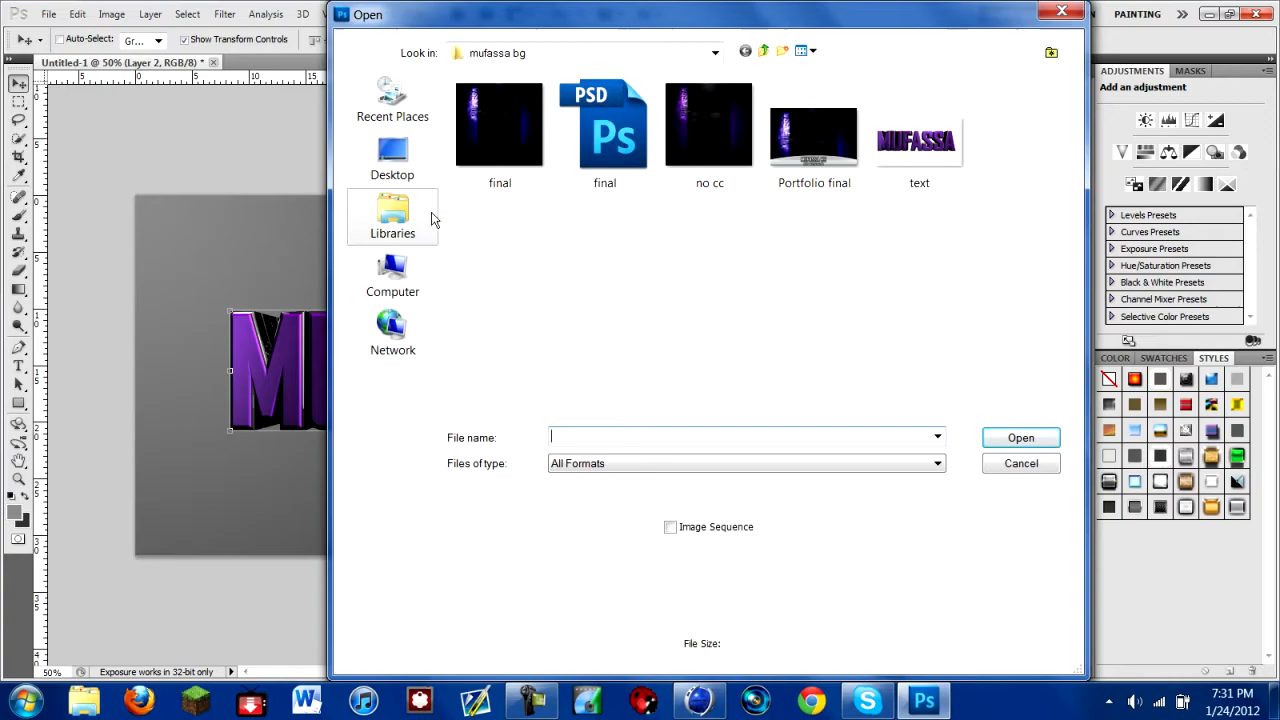 Ps File Edit Image Layer Select Filter Analysis 3D
Open
PAINTING
Auto-Select: Gr... Show Transform Controls
Untitled-1 @ 50% (Layer 2, RGB/8) *
Look in: mufassa bg
Recent Places
Desktop
Libraries
Computer
Network
PSD
Ps
MUFASSA
final
final
no cc
Portfolio final
text
File name:
Open
Files of type: All Formats
Cancel
Image Sequence
File Size:
ADJUSTMENTS MASKS
Add an adjustment
Levels Presets
Curves Presets
Exposure Presets
Hue/Saturation Presets
Black & White Presets
Channel Mixer Presets
Selective Color Presets
COLOR SWATCHES STYLES
50% Exposure works in 32-bit only
7:31 PM
1/24/2012